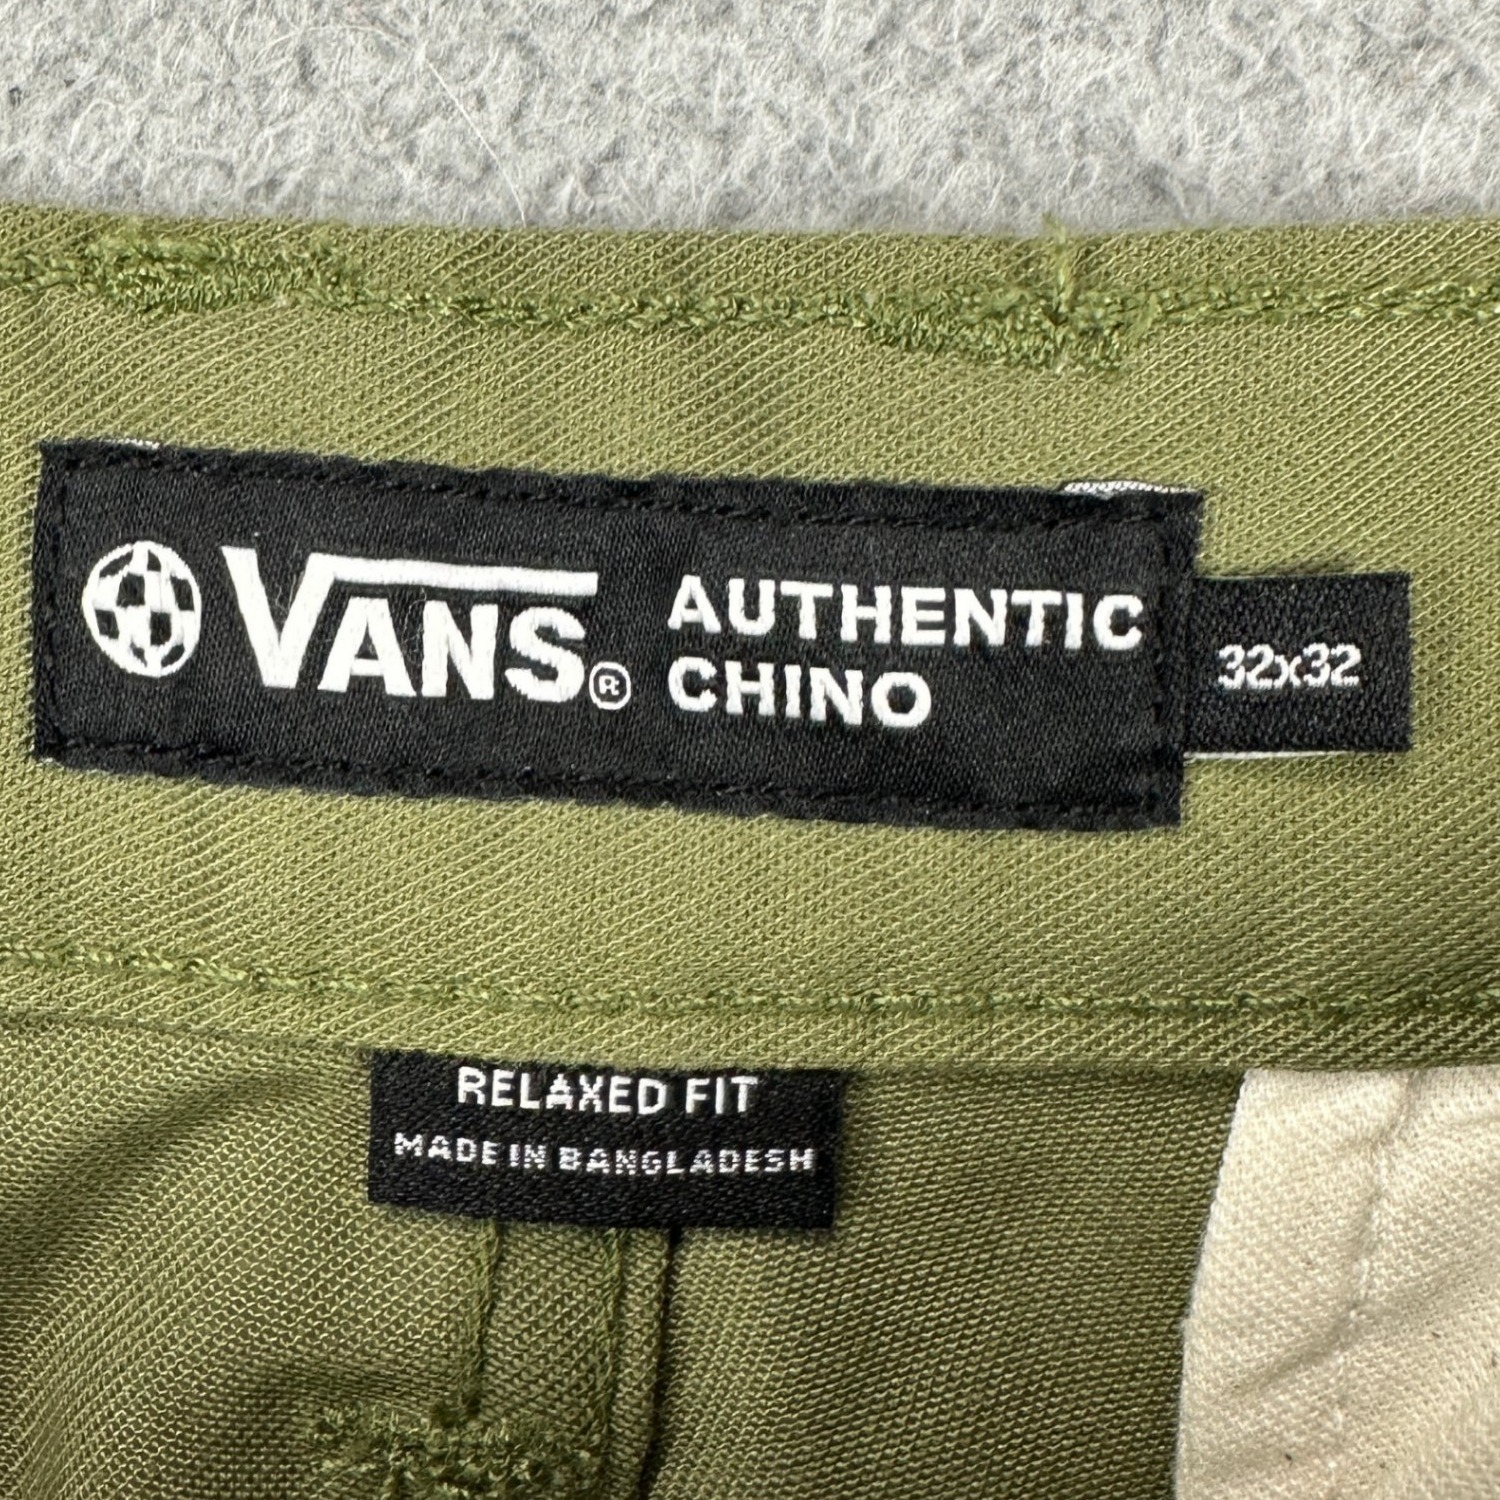 VANS® AUTHENTIC
CHINO
32x32
RELAXED FIT
MADE IN BANGLADESH